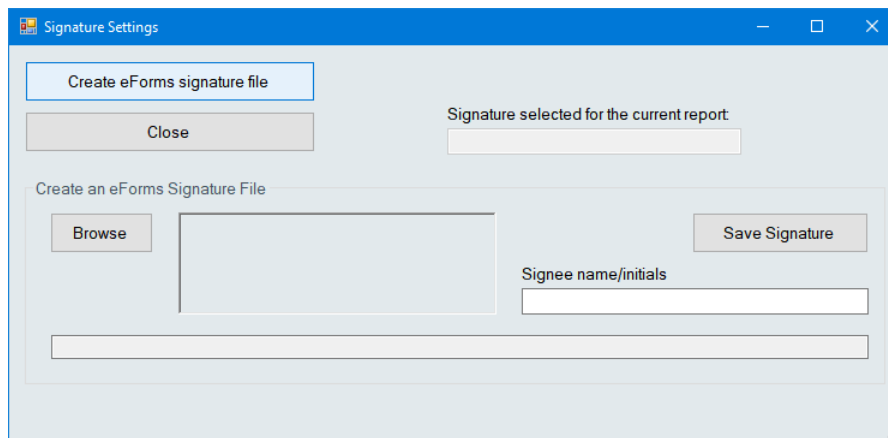 Signature Settings
Create eForms signature file
Close
Signature selected for the current report:
Create an eForms Signature File
Browse
Save Signature
Signee name/initials